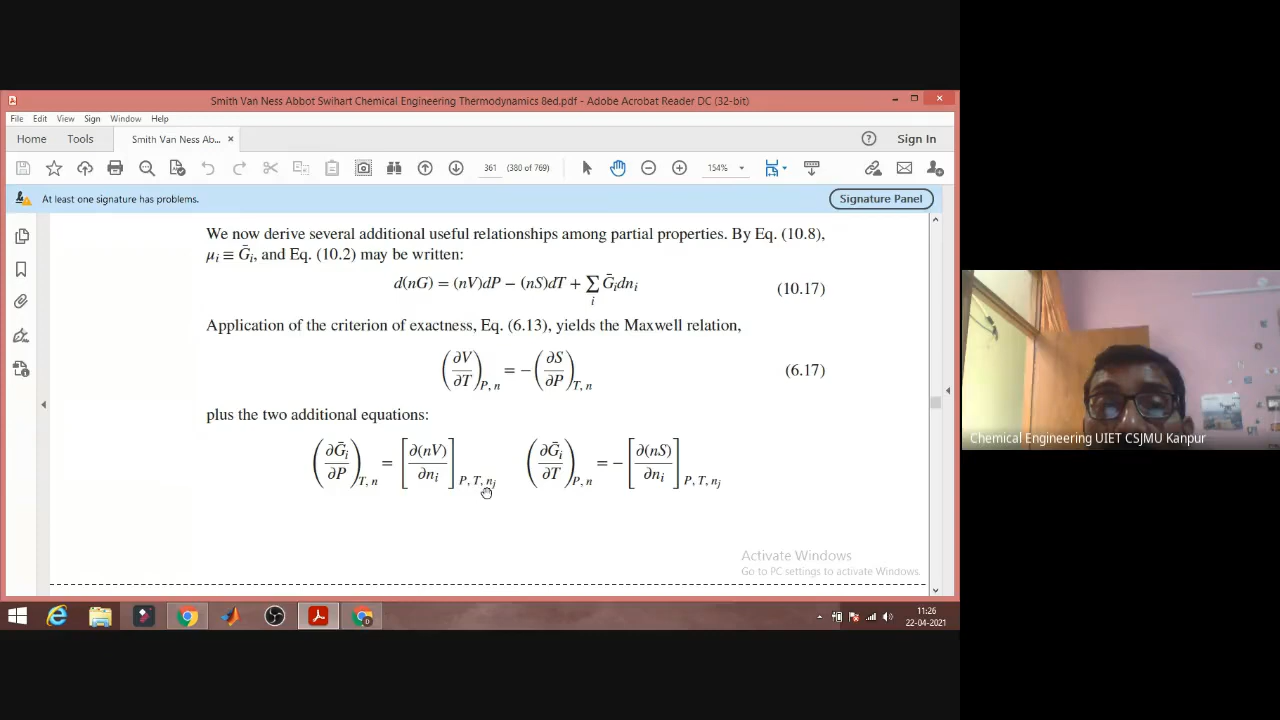 Smith Van Ness Abbot Swihart Chemical Engineering Thermodynamics 8ed.pdf - Adobe Acrobat Reader DC (32-bit)
File Edit View Sign Window Help
Home Tools Smith Van Ness Ab... × Sign In
361 (380 of 769) 154%
At least one signature has problems. Signature Panel
We now derive several additional useful relationships among partial properties. By Eq. (10.8),
μi ≡ Ḡi, and Eq. (10.2) may be written:
d(nG) = (nV)dP − (nS)dT + ∑i Ḡidni (10.17)
Application of the criterion of exactness, Eq. (6.13), yields the Maxwell relation,
(∂V/∂T)P, n = −(∂S/∂P)T, n (6.17)
plus the two additional equations:
(∂Ḡi/∂P)T, n = [∂(nV)/∂ni]P, T, nj (∂Ḡi/∂T)P, n = −[∂(nS)/∂ni]P, T, nj
Activate Windows
Go to PC settings to activate Windows.
11:26
22-04-2021
Chemical Engineering UIET CSJMU Kanpur